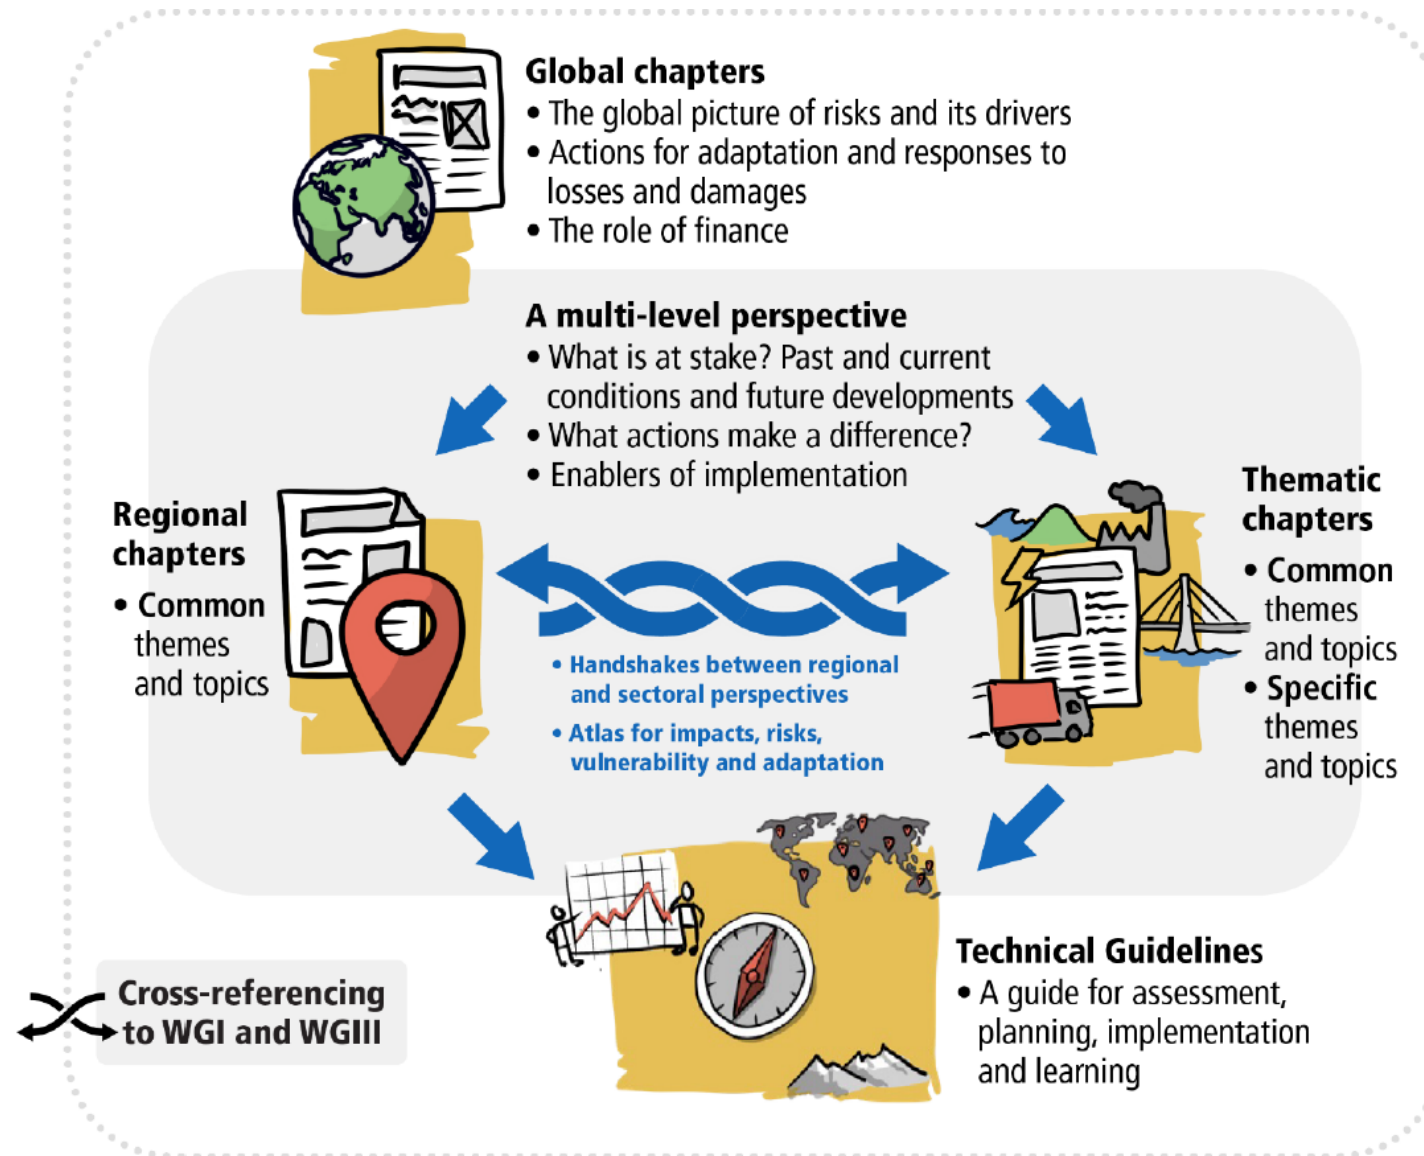 Global chapters
• The global picture of risks and its drivers
• Actions for adaptation and responses to
losses and damages
• The role of finance
A multi-level perspective
• What is at stake? Past and current
conditions and future developments
• What actions make a difference?
• Enablers of implementation
Regional
chapters
• Common
themes
and topics
Thematic
chapters
• Common
themes
and topics
• Specific
themes
and topics
• Handshakes between regional
and sectoral perspectives
• Atlas for impacts, risks,
vulnerability and adaptation
Technical Guidelines
• A guide for assessment,
planning, implementation
and learning
Cross-referencing
to WGI and WGIII